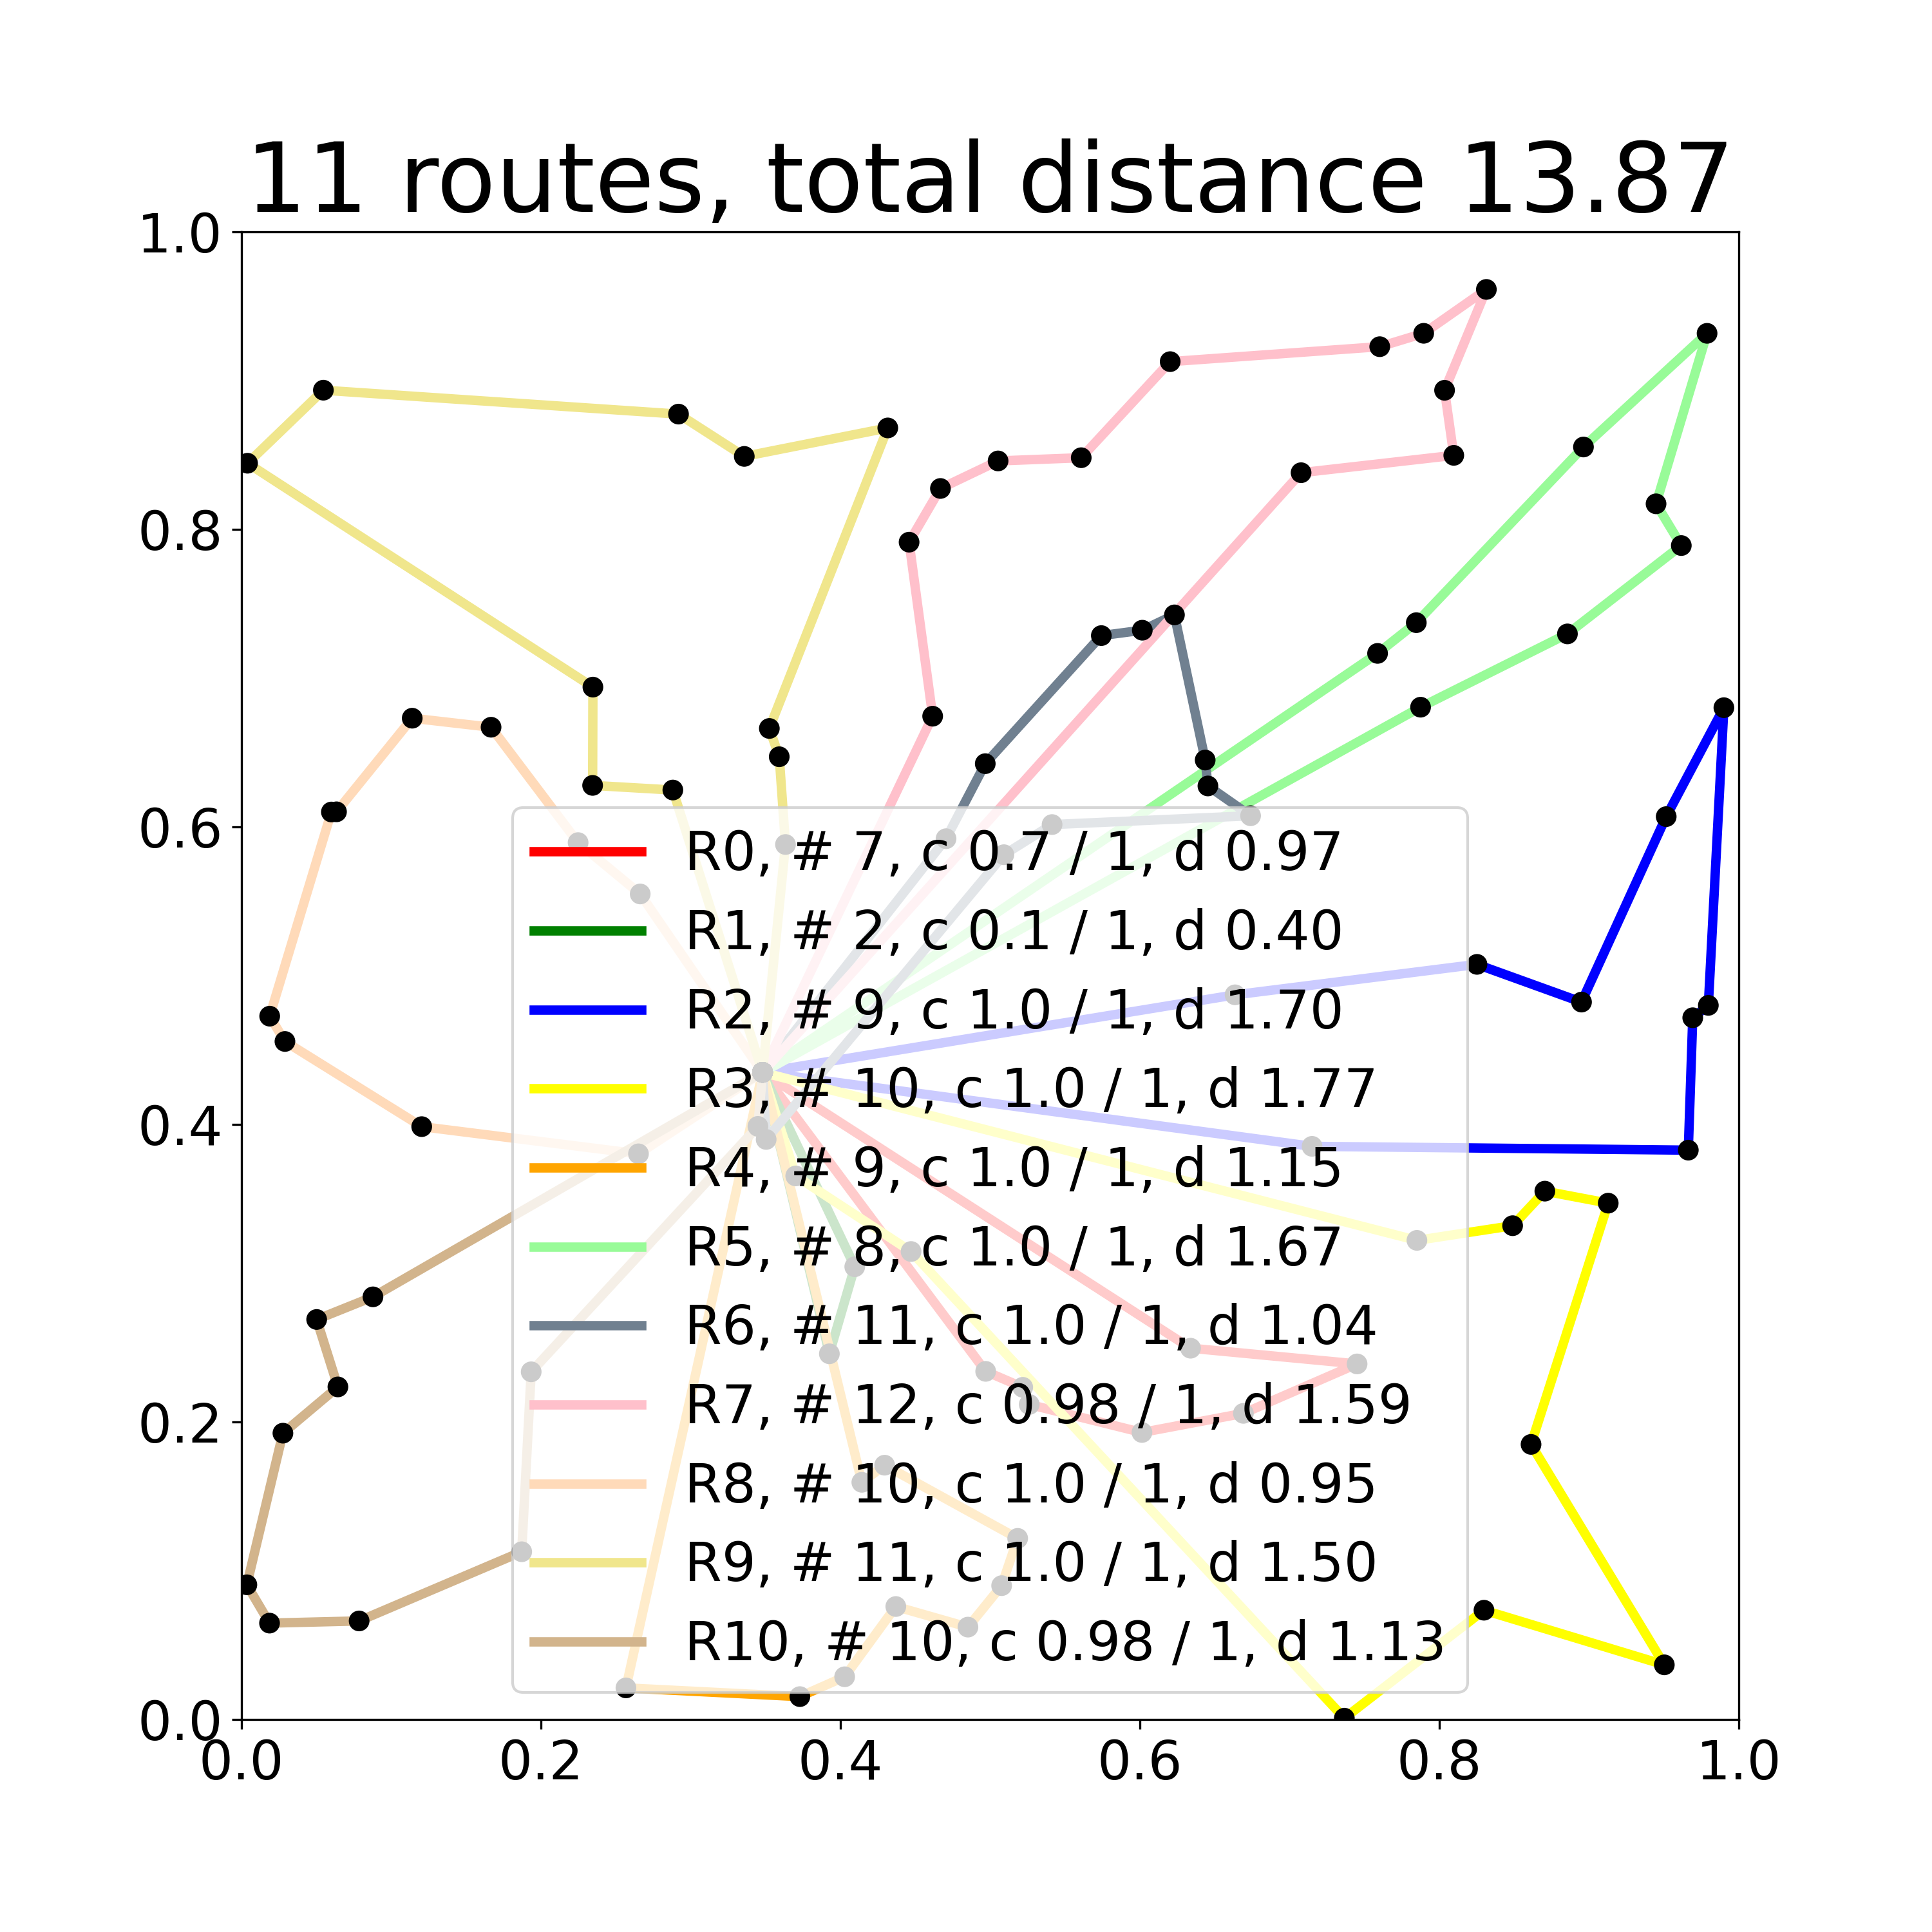 11 routes, total distance 13.87
1.0
0.8
0.6
0.4
0.2
0.0
R0, # 7, c 0.7 / 1, d 0.97
R1, # 2, c 0.1 / 1, d 0.40
R2, # 9, c 1.0 / 1, d 1.70
R3, # 10, c 1.0 / 1, d 1.77
R4, # 9, c 1.0 / 1, d 1.15
R5, # 8, c 1.0 / 1, d 1.67
R6, # 11, c 1.0 / 1, d 1.04
R7, # 12, c 0.98 / 1, d 1.59
R8, # 10, c 1.0 / 1, d 0.95
R9, # 11, c 1.0 / 1, d 1.50
R10, # 10, c 0.98 / 1, d 1.13
0.0 0.2 0.4 0.6 0.8 1.0